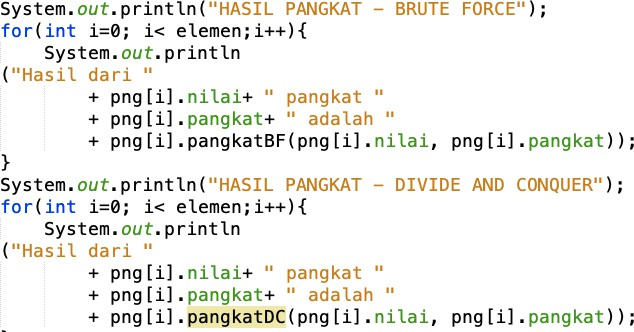 System.out.println("HASIL PANGKAT – BRUTE FORCE");
for(int i=0; i< elemen;i++){
    System.out.println
("Hasil dari "
        + png[i].nilai+ " pangkat "
        + png[i].pangkat+ " adalah "
        + png[i].pangkatBF(png[i].nilai, png[i].pangkat));
}
System.out.println("HASIL PANGKAT – DIVIDE AND CONQUER");
for(int i=0; i< elemen;i++){
    System.out.println
("Hasil dari "
        + png[i].nilai+ " pangkat "
        + png[i].pangkat+ " adalah "
        + png[i].pangkatDC(png[i].nilai, png[i].pangkat));